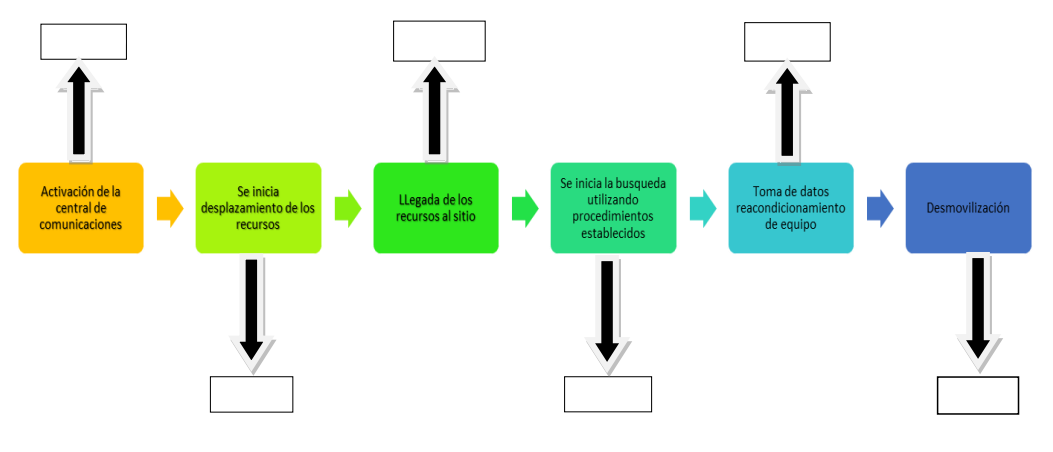 Activación de la
central de
comunicaciones
Se inicia
desplazamiento de los
recursos
LLegada de los
recursos al sitio
Se inicia la busqueda
utilizando
procedimientos
establecidos
Toma de datos
reacondicionamiento
de equipo
Desmovilización